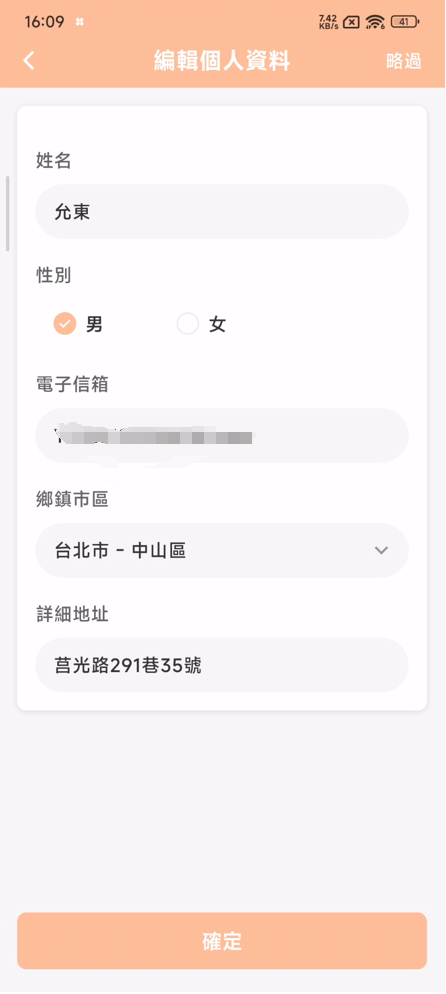 16:09
7.42
KB/s
41
編輯個人資料
略過
姓名
允東
性別
男
女
電子信箱
鄉鎮市區
台北市 - 中山區
詳細地址
莒光路291巷35號
確定